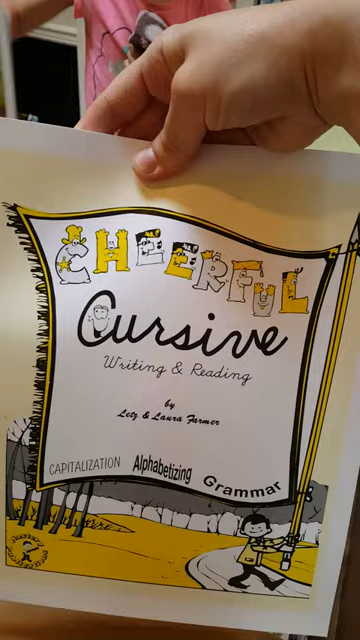 CHEERFUL
Cursive
Writing & Reading
by
Letz & Laura Farmer
CAPITALIZATION Alphabetizing Grammar